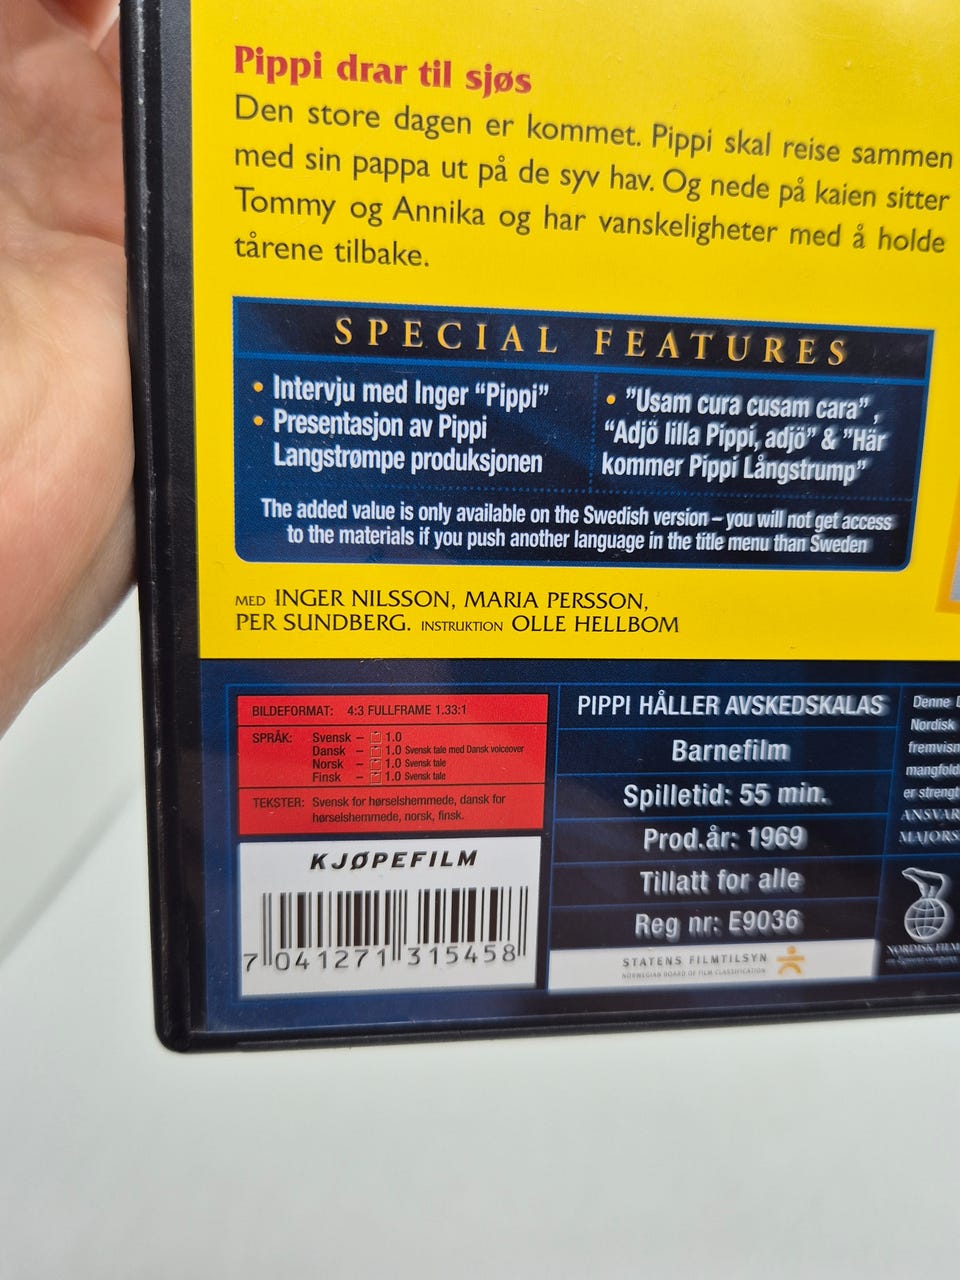 Pippi drar til sjøs
Den store dagen er kommet. Pippi skal reise sammen
med sin pappa ut på de syv hav. Og nede på kaien sitter
Tommy og Annika og har vanskeligheter med å holde
tårene tilbake.
SPECIAL FEATURES
• Intervju med Inger “Pippi”
• Presentasjon av Pippi
Langstrømpe produksjonen
• ”Usam cura cusam cara”,
“Adjö lilla Pippi, adjö” & ”Här
kommer Pippi Långstrump”
The added value is only available on the Swedish version – you will not get access
to the materials if you push another language in the title menu than Sweden
MED INGER NILSSON, MARIA PERSSON,
PER SUNDBERG. INSTRUKTION OLLE HELLBOM
BILDEFORMAT: 4:3 FULLFRAME 1.33:1
SPRÅK: Svensk – 1.0
Dansk – 1.0 Svensk tale med Dansk voiceover
Norsk – 1.0 Svensk tale
Finsk – 1.0 Svensk tale
TEKSTER: Svensk for hørselshemmede, dansk for
hørselshemmede, norsk, finsk.
KJØPEFILM
7 041271 315458
PIPPI HÅLLER AVSKEDSKALAS
Barnefilm
Spilletid: 55 min.
Prod.år: 1969
Tillatt for alle
Reg nr: E9036
STATENS FILMTILSYN
NORWEGIAN BOARD OF FILM CLASSIFICATION
Denne
Nordisk
fremvisn
mangfold
er strengt
ANSVAR
MAJORS
NORDISK FILM
an Egmont company